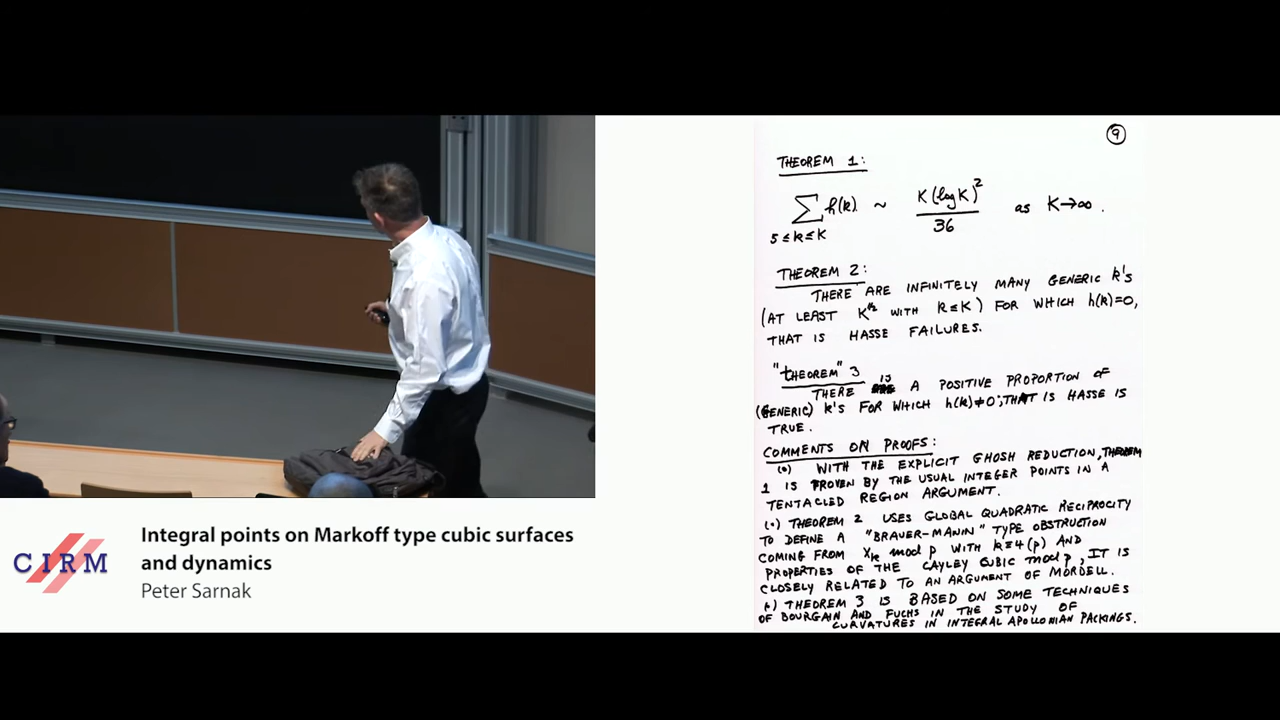 9
THEOREM 1:
∑ h(k) ~ K(log K)² / 36 as K→∞.
5≤k≤K
THEOREM 2:
THERE ARE INFINITELY MANY GENERIC k's
(AT LEAST K^½ WITH k≤K) FOR WHICH h(k)=0,
THAT IS HASSE FAILURES.
"tHEOREM" 3
THERE IS A POSITIVE PROPORTION OF
(GENERIC) k's FOR WHICH h(k)≠0; THAT IS HASSE IS
TRUE.
COMMENTS ON PROOFS:
(0) WITH THE EXPLICIT GHOSH REDUCTION, THEOREM
1 IS PROVEN BY THE USUAL INTEGER POINTS IN A
TENTACLED REGION ARGUMENT.
(•) THEOREM 2 USES GLOBAL QUADRATIC RECIPROCITY
TO DEFINE A "BRAUER-MANIN" TYPE OBSTRUCTION
COMING FROM Xk mod p WITH k≡4(p) AND
PROPERTIES OF THE CAYLEY CUBIC mod p, IT IS
CLOSELY RELATED TO AN ARGUMENT OF MORDELL.
(•) THEOREM 3 IS BASED ON SOME TECHNIQUES
OF BOURGAIN AND FUCHS IN THE STUDY OF
CURVATURES IN INTEGRAL APOLLONIAN PACKINGS.
CIRM
Integral points on Markoff type cubic surfaces
and dynamics
Peter Sarnak